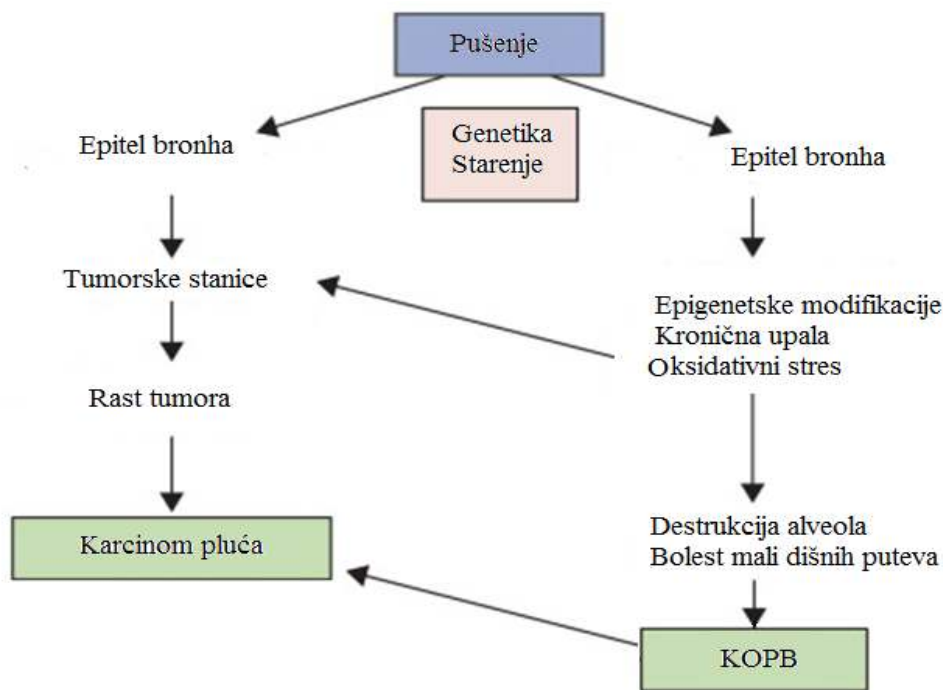 Pušenje
Genetika
Starenje
Epitel bronha
Epitel bronha
Tumorske stanice
Epigenetske modifikacije
Kronična upala
Oksidativni stres
Rast tumora
Karcinom pluća
Destrukcija alveola
Bolest mali dišnih puteva
KOPB